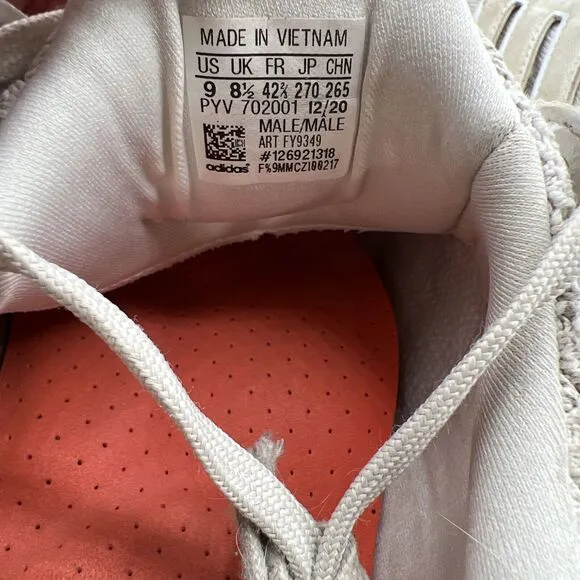 MADE IN VIETNAM
US UK FR JP CHN
9 8½ 42⅔ 270 265
PYV 702001 12/20
MALE/MÂLE
ART FY9349
#126921318
adidas F%9MMCZI00217